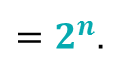 = 2ⁿ.